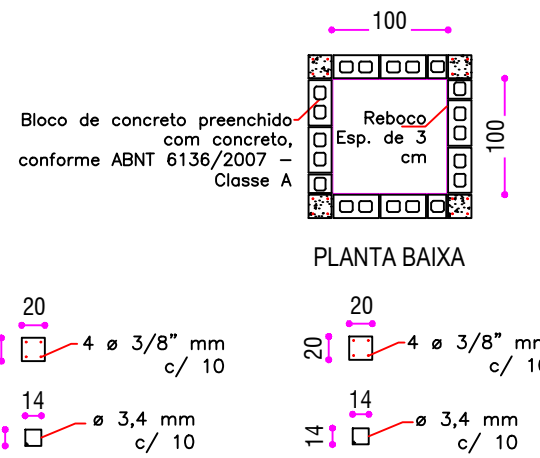 100
Bloco de concreto preenchido
com concreto,
conforme ABNT 6136/2007 –
Classe A
Reboco
Esp. de 3
cm
100
PLANTA BAIXA
20
4 ø 3/8” mm
c/ 10
14
ø 3,4 mm
c/ 10
20
20
4 ø 3/8” mm
c/ 10
14
14
ø 3,4 mm
c/ 10